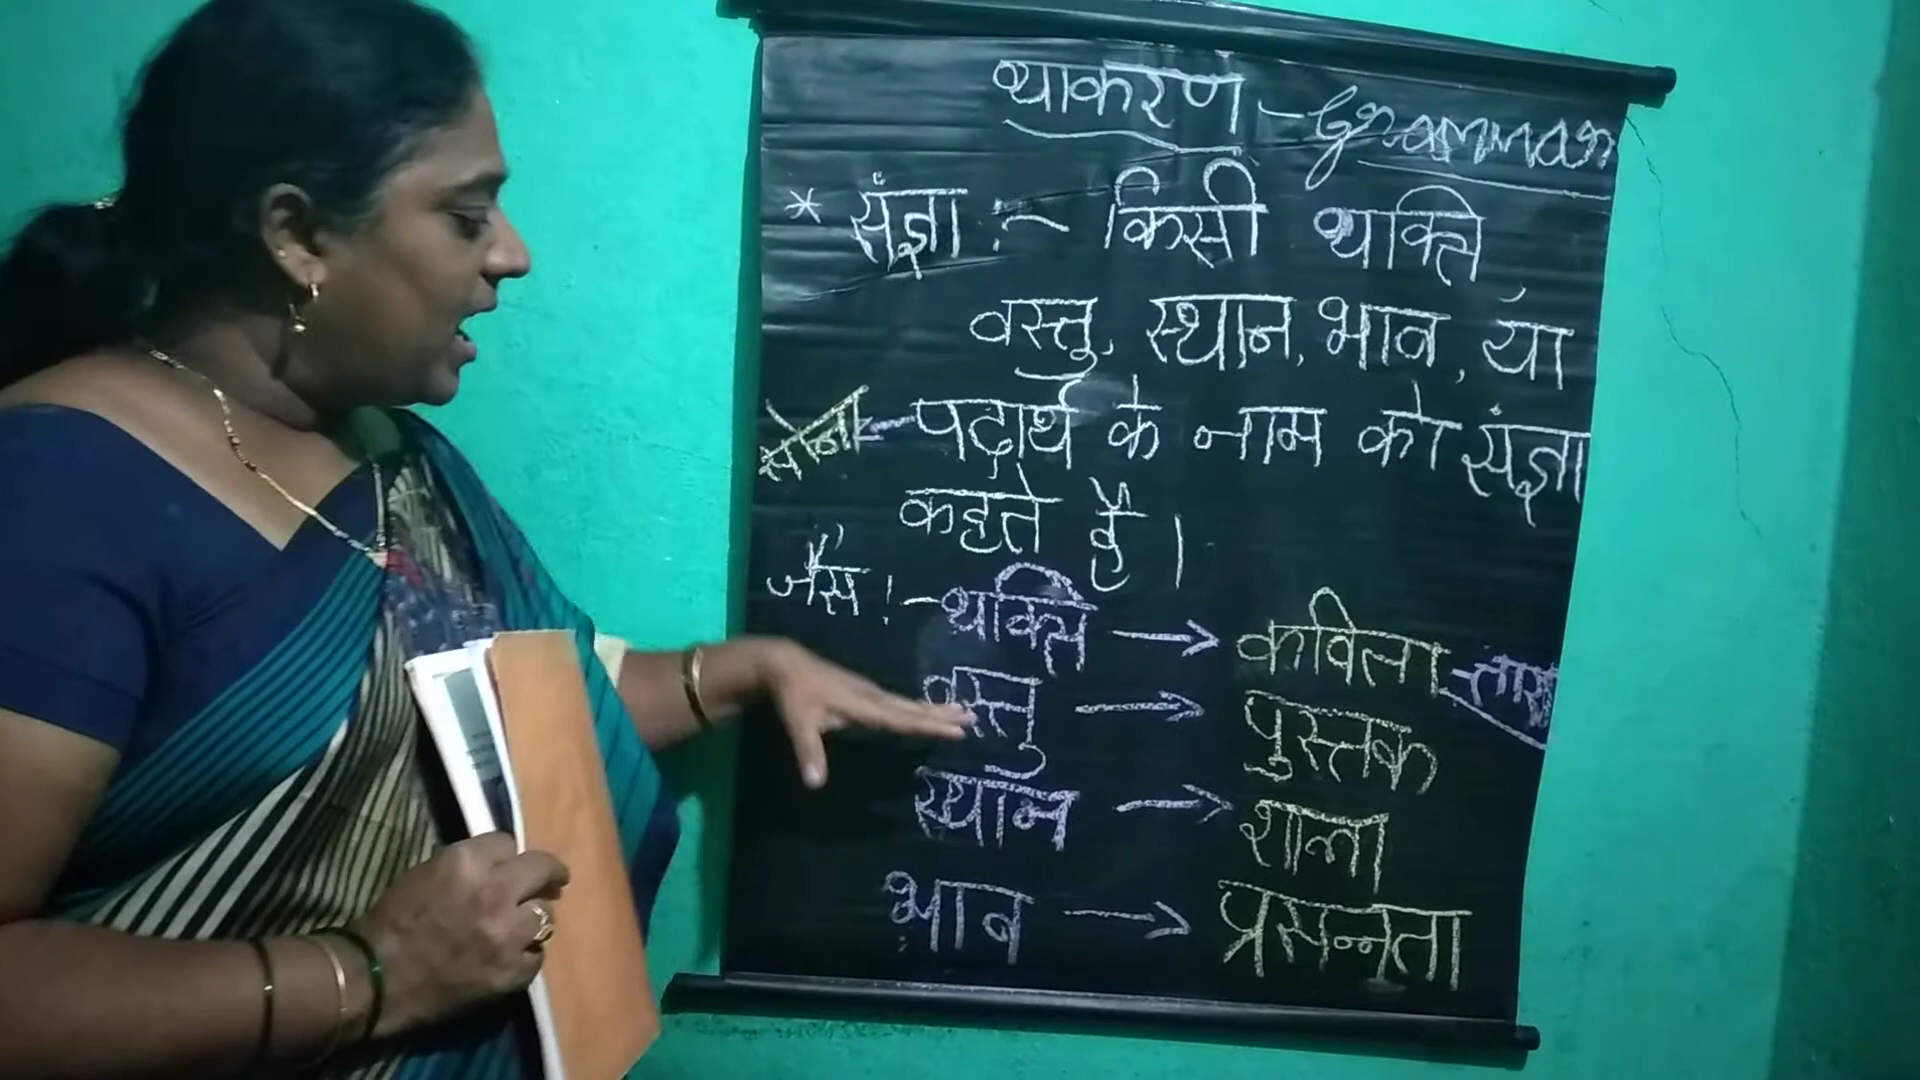 व्याकरण - Grammar
* संज्ञा :- किसी व्यक्ति,
वस्तु, स्थान, भाव, या
सोना - पदार्थ के नाम को संज्ञा
कहते है।
जैसे :- व्यक्ति → कविता -
वस्तु → पुस्तक
स्थान → शाला
भाव → प्रसन्नता